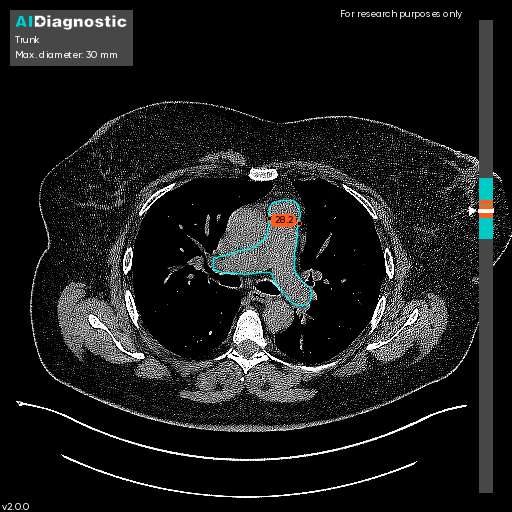 AIDiagnostic
Trunk
Max. diameter: 30 mm
For research purposes only
28.2
v2.0.0